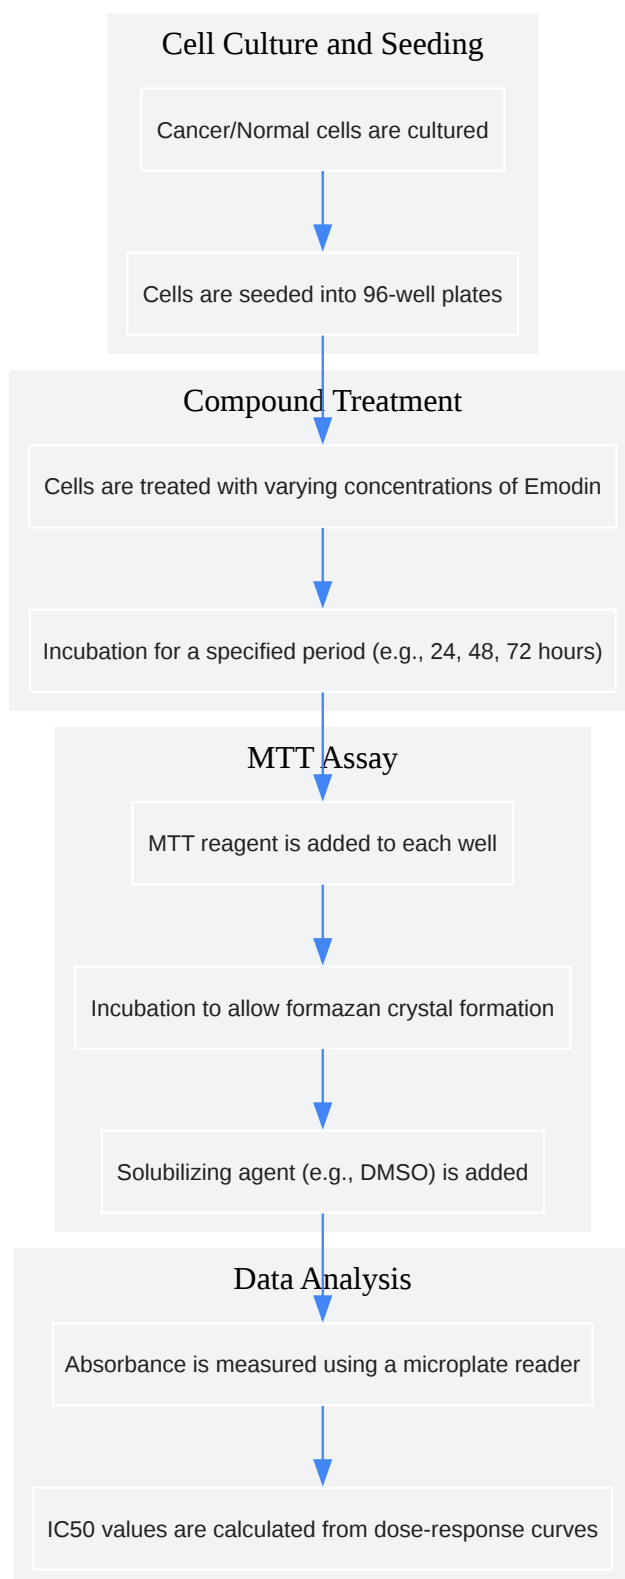 Cell Culture and Seeding
Cancer/Normal cells are cultured
Cells are seeded into 96-well plates
Compound Treatment
Cells are treated with varying concentrations of Emodin
Incubation for a specified period (e.g., 24, 48, 72 hours)
MTT Assay
MTT reagent is added to each well
Incubation to allow formazan crystal formation
Solubilizing agent (e.g., DMSO) is added
Data Analysis
Absorbance is measured using a microplate reader
IC50 values are calculated from dose-response curves